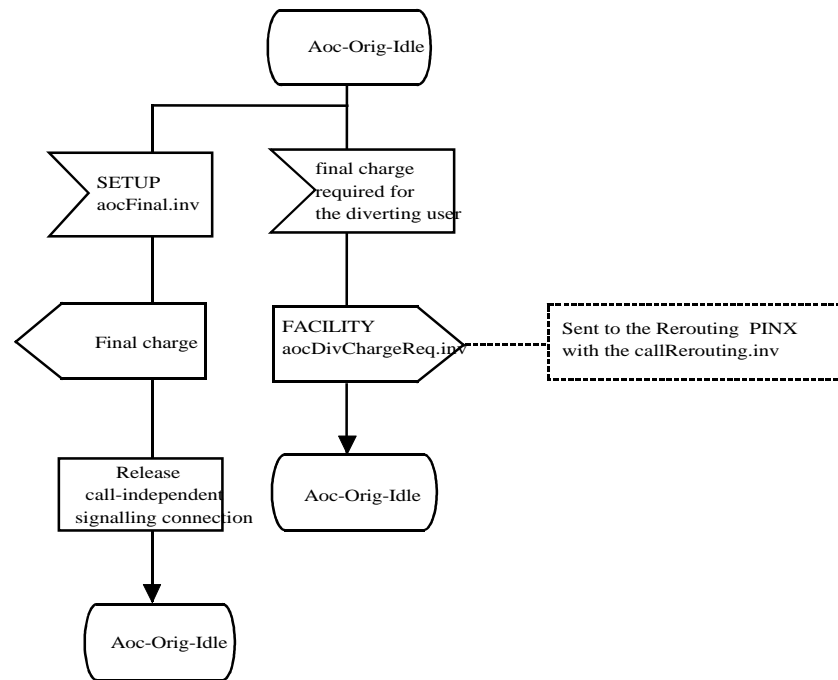 Aoc-Orig-Idle
SETUP
aocFinal.inv
final charge
required for
the diverting user
Final charge
FACILITY
aocDivChargeReq.inv
Sent to the Rerouting PINX
with the callRerouting.inv
Release
call-independent
signalling connection
Aoc-Orig-Idle
Aoc-Orig-Idle